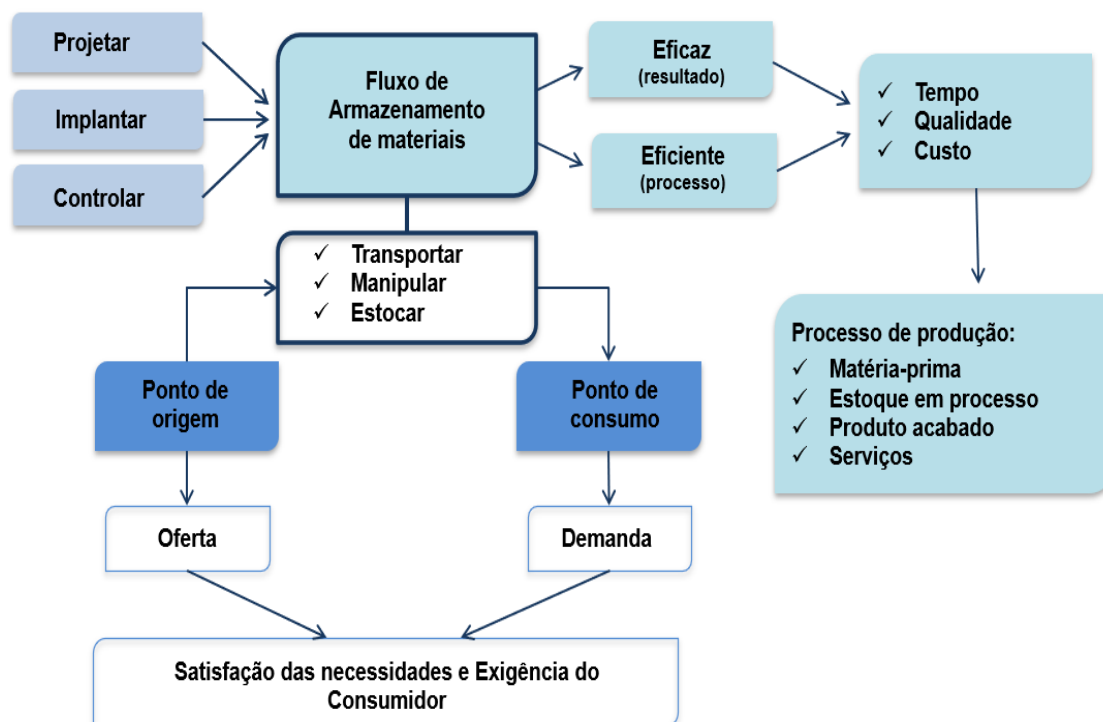 Projetar
Implantar
Controlar
Fluxo de
Armazenamento
de materiais
Eficaz
(resultado)
Eficiente
(processo)
✓ Tempo
✓ Qualidade
✓ Custo
✓ Transportar
✓ Manipular
✓ Estocar
Processo de produção:
✓ Matéria-prima
✓ Estoque em processo
✓ Produto acabado
✓ Serviços
Ponto de
origem
Ponto de
consumo
Oferta
Demanda
Satisfação das necessidades e Exigência do
Consumidor